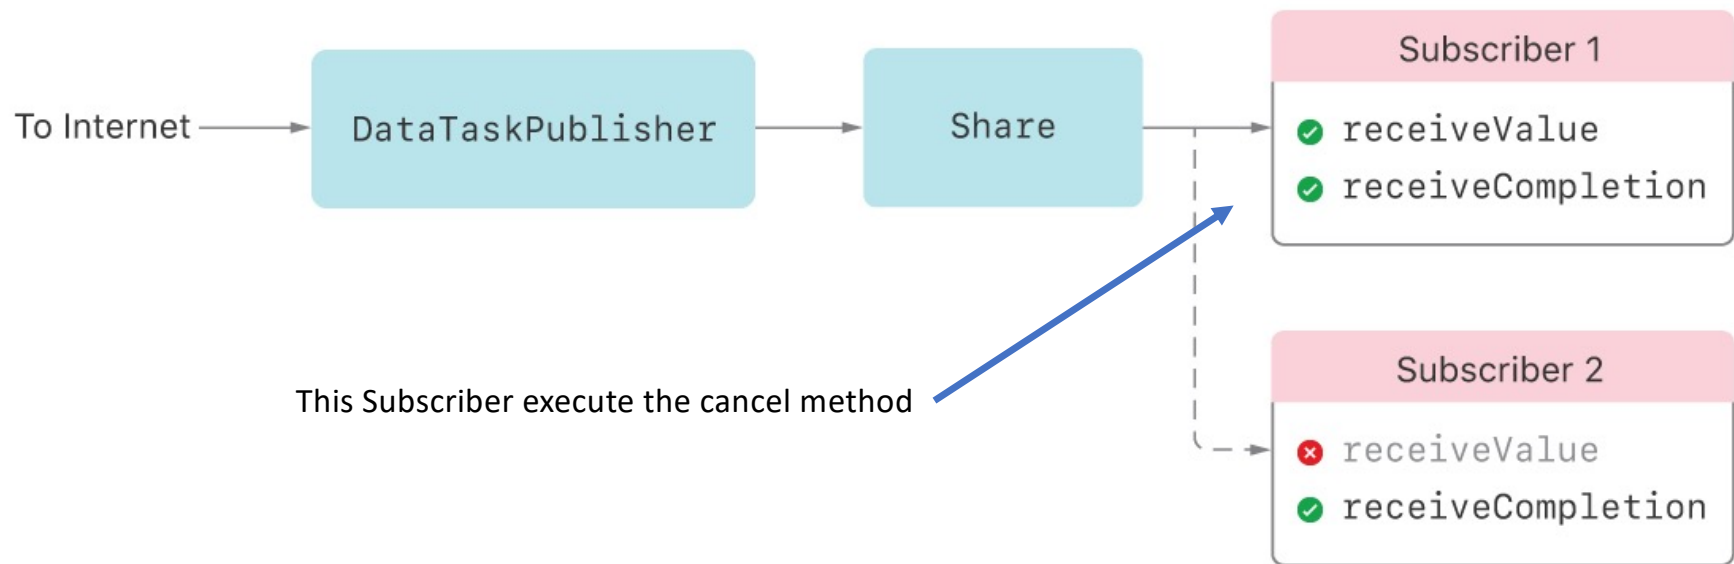 To Internet
DataTaskPublisher
Share
Subscriber 1
receiveValue
receiveCompletion
This Subscriber execute the cancel method
Subscriber 2
receiveValue
receiveCompletion